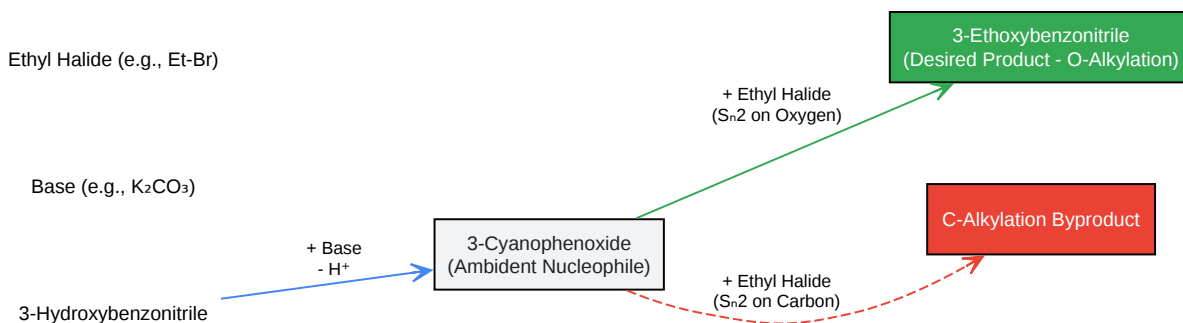 Ethyl Halide (e.g., Et-Br)
3-Ethoxybenzonitrile
(Desired Product - O-Alkylation)
+ Ethyl Halide
(Sₙ2 on Oxygen)
Base (e.g., K₂CO₃)
C-Alkylation Byproduct
+ Base
- H⁺
3-Cyanophenoxide
(Ambident Nucleophile)
+ Ethyl Halide
(Sₙ2 on Carbon)
3-Hydroxybenzonitrile